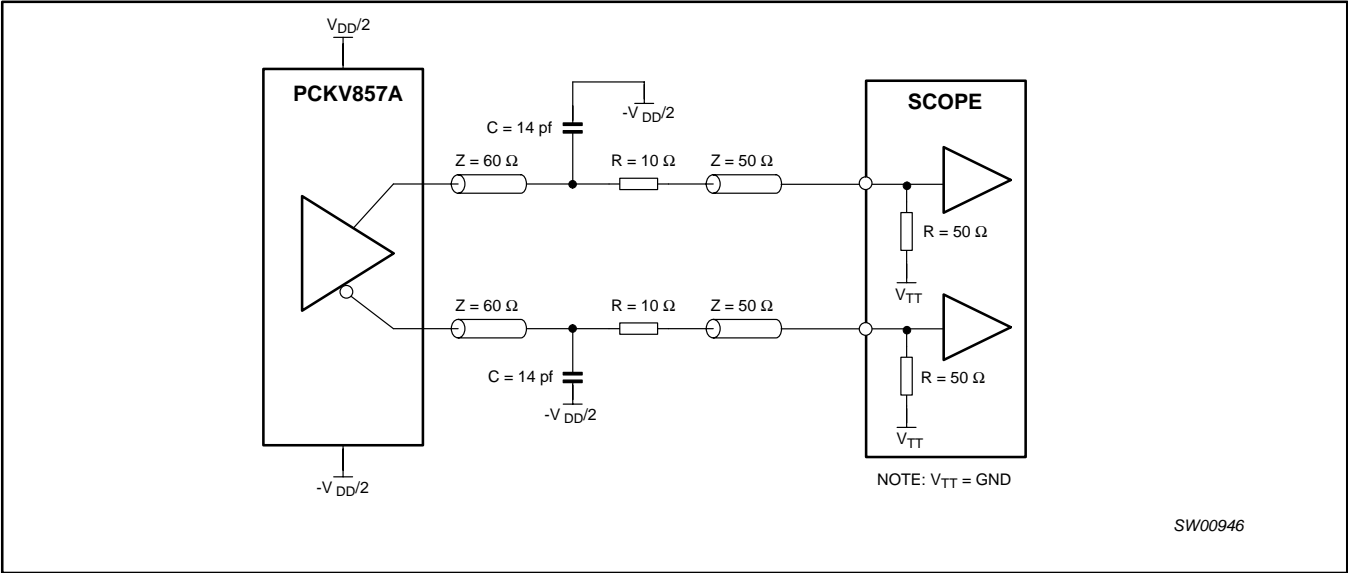 VDD/2
PCKV857A
SCOPE
-VDD/2
C = 14 pf
Z = 60 Ω
R = 10 Ω
Z = 50 Ω
R = 50 Ω
VTT
Z = 60 Ω
R = 10 Ω
Z = 50 Ω
C = 14 pf
R = 50 Ω
-VDD/2
VTT
-VDD/2
NOTE: VTT = GND
SW00946